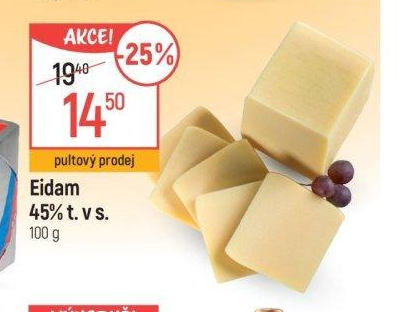 AKCE!
-25%
19⁴⁰
14⁵⁰
pultový prodej
Eidam
45% t. v s.
100 g